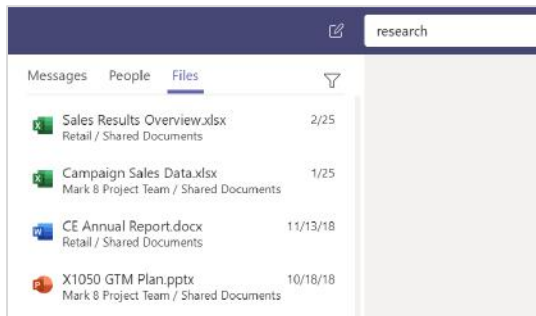 research
Messages People Files
Sales Results Overview.xlsx 2/25
Retail / Shared Documents
Campaign Sales Data.xlsx 1/25
Mark 8 Project Team / Shared Documents
CE Annual Report.docx 11/13/18
Retail / Shared Documents
X1050 GTM Plan.pptx 10/18/18
Mark 8 Project Team / Shared Documents